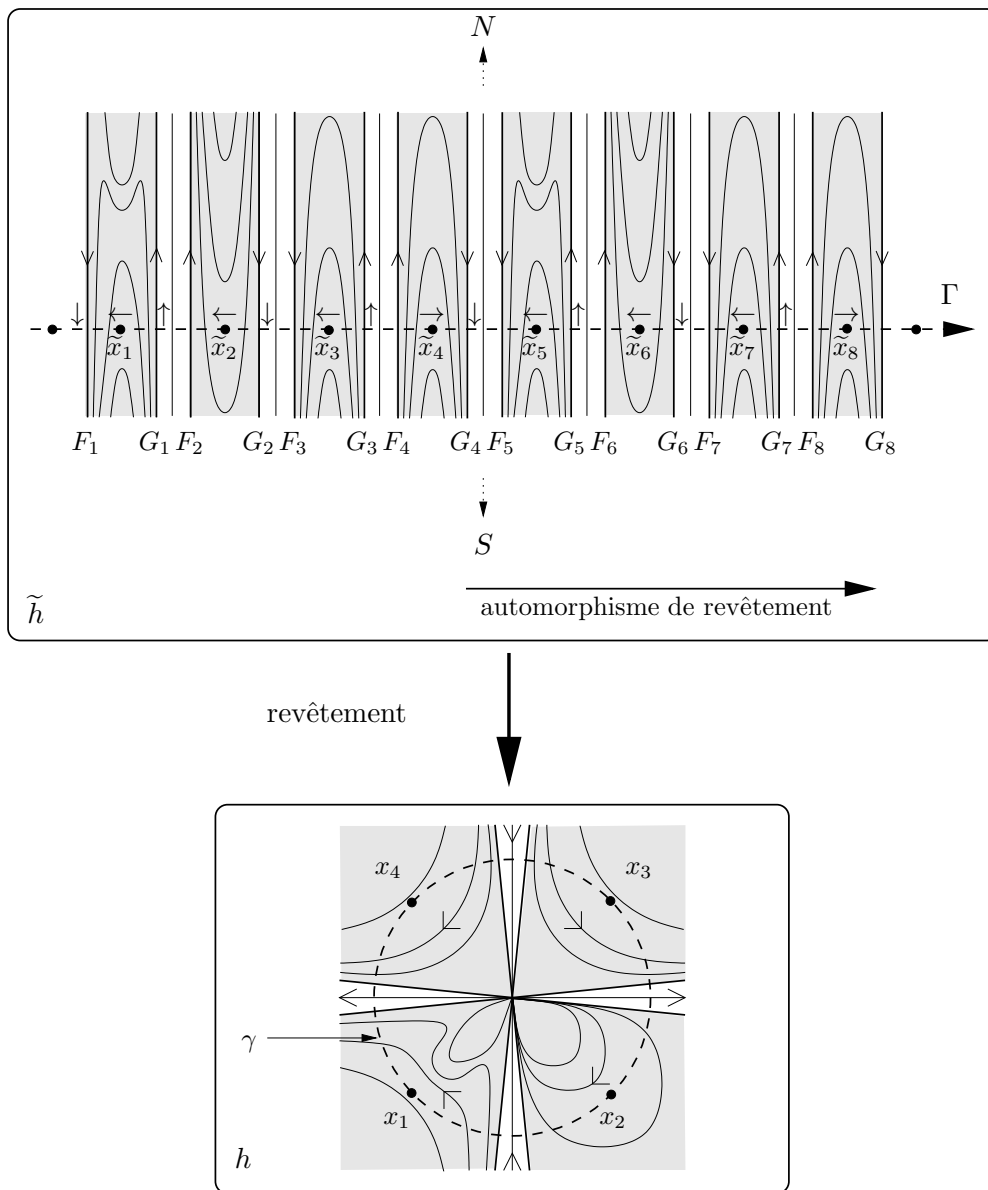 N
Γ
x̃₁ x̃₂ x̃₃ x̃₄ x̃₅ x̃₆ x̃₇ x̃₈
F₁ G₁ F₂ G₂ F₃ G₃ F₄ G₄ F₅ G₅ F₆ G₆ F₇ G₇ F₈ G₈
S
automorphisme de revêtement
h̃
revêtement
x₄ x₃
γ
x₁ x₂
h